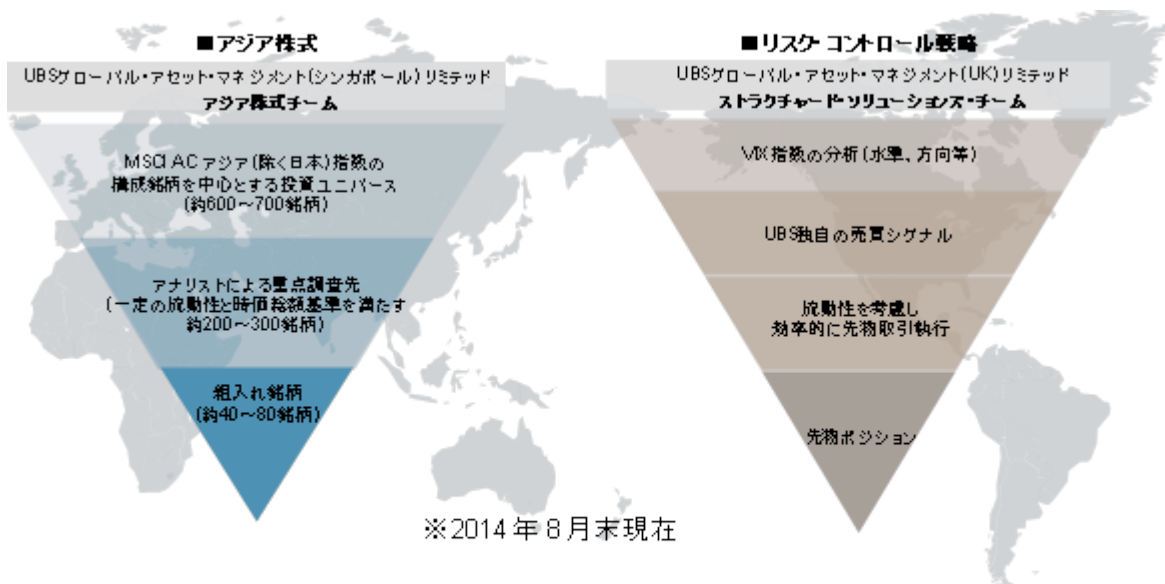 ■アジア株式
UBSグローバル・アセット・マネジメント(シンガポール)リミテッド
アジア株式チーム
MSCI AC アジア(除く日本)指数の
構成銘柄を中心とする投資ユニバース
(約600～700銘柄)
アナリストによる重点調査先
(一定の流動性と時価総額基準を満たす
約200～300銘柄)
組入れ銘柄
(約40～80銘柄)
■リスク・コントロール戦略
UBSグローバル・アセット・マネジメント(UK)リミテッド
ストラクチャード・ソリューションズ・チーム
VIX指数の分析(水準、方向等)
UBS独自の売買シグナル
流動性を考慮し
効率的に先物取引執行
先物ポジション
※2014年8月末現在